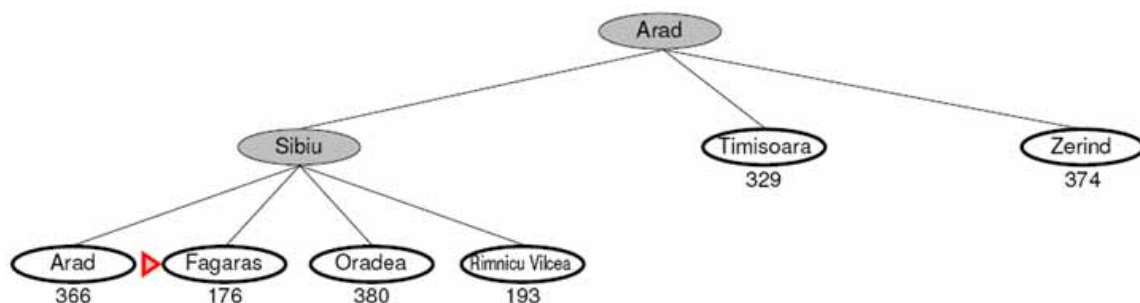 Arad
Sibiu
Timisoara
Zerind
329
374
Arad
Fagaras
Oradea
Rimnicu Vilcea
366
176
380
193